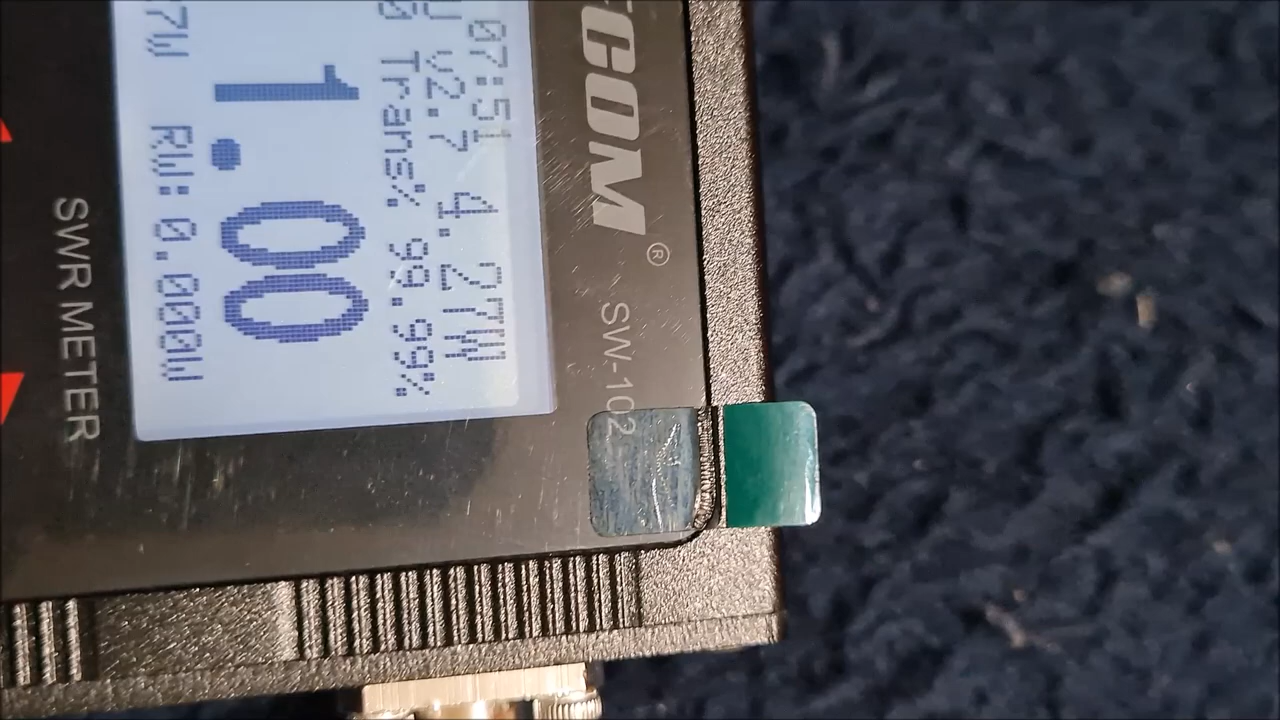 COM®
SW-102
07:51
V2.7 4.27W
Trans% 99.99%
1.00
7W RW: 0.000W
SWR METER